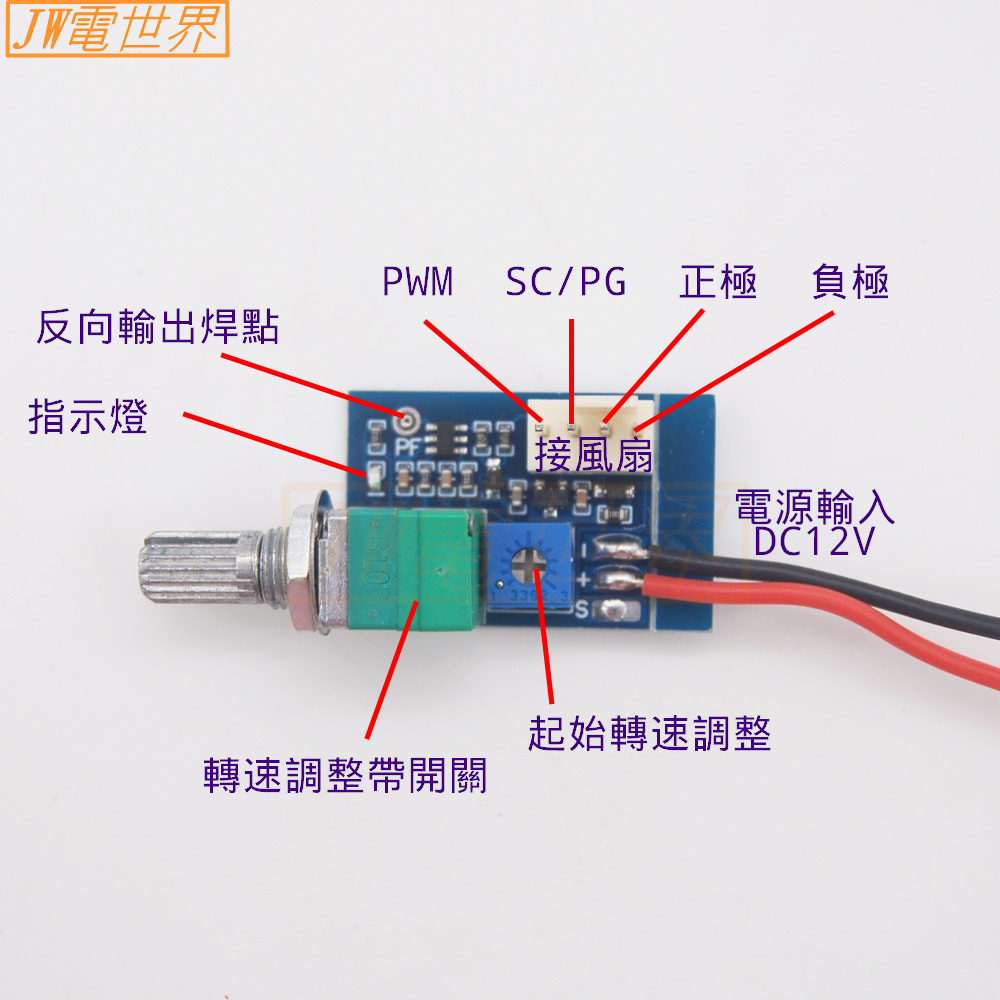 JW電世界
PWM SC/PG 正極 負極
反向輸出焊點
指示燈
PF
接風扇
電源輸入
DC12V
-
+
S
起始轉速調整
轉速調整帶開關